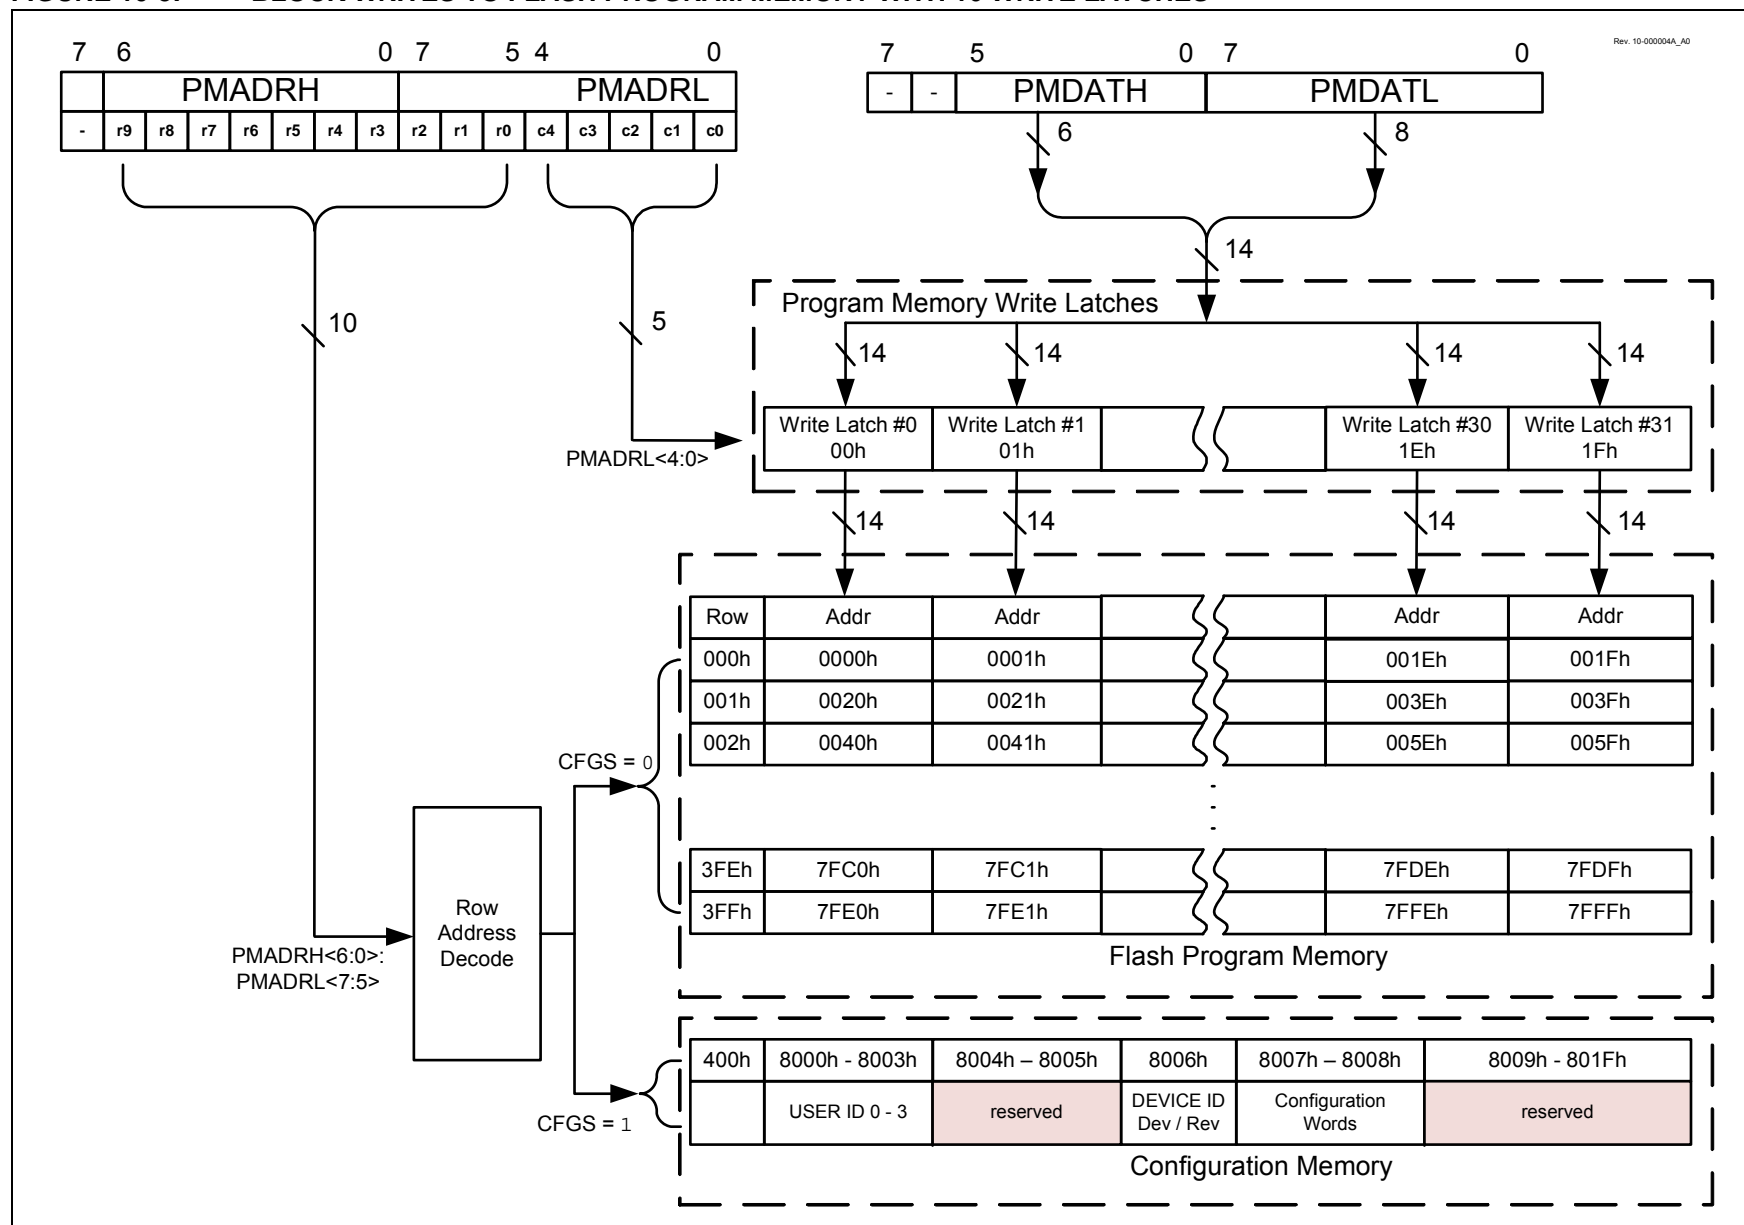 Rev. 10-000004A_A0
7 6 0 7 5 4 0
7 5 0 7 0
PMADRH PMADRL
- - PMDATH PMDATL
- r9 r8 r7 r6 r5 r4 r3 r2 r1 r0 c4 c3 c2 c1 c0
6 8
14
10 5
Program Memory Write Latches
14 14 14 14
Write Latch #0 Write Latch #1 Write Latch #30 Write Latch #31
00h 01h 1Eh 1Fh
PMADRL<4:0>
14 14 14 14
Row Addr Addr Addr Addr
000h 0000h 0001h 001Eh 001Fh
001h 0020h 0021h 003Eh 003Fh
002h 0040h 0041h 005Eh 005Fh
CFGS = 0
3FEh 7FC0h 7FC1h 7FDEh 7FDFh
3FFh 7FE0h 7FE1h 7FFEh 7FFFh
Row
Address
Decode
PMADRH<6:0>:
PMADRL<7:5>
Flash Program Memory
400h 8000h - 8003h 8004h – 8005h 8006h 8007h – 8008h 8009h - 801Fh
USER ID 0 - 3 reserved DEVICE ID Configuration reserved
Dev / Rev Words
CFGS = 1
Configuration Memory